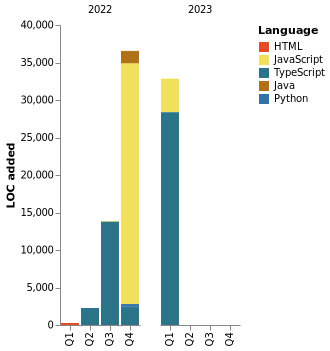 2022
2023
Language
HTML
JavaScript
TypeScript
Java
Python
LOC added
40,000
35,000
30,000
25,000
20,000
15,000
10,000
5,000
0
Q1
Q2
Q3
Q4
Q1
Q2
Q3
Q4